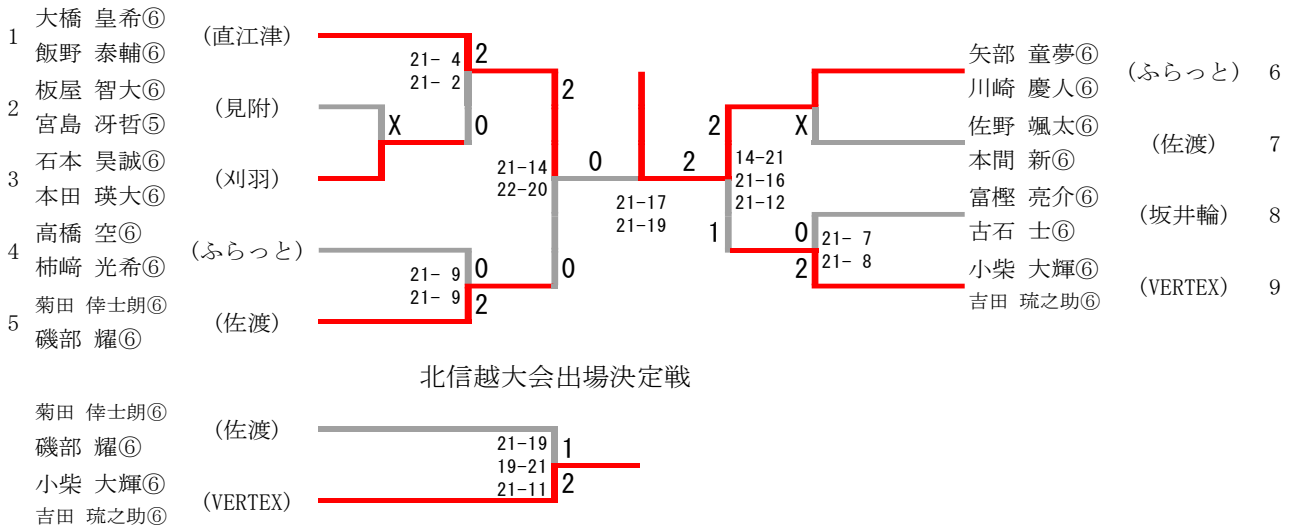 1 大橋 皇希⑥ (直江津)
飯野 泰輔⑥
2 板屋 智大⑥ (見附)
宮島 冴哲⑤
3 石本 昊誠⑥ (刈羽)
本田 瑛大⑥
4 高橋 空⑥ (ふらっと)
柿﨑 光希⑥
5 菊田 倖士朗⑥ (佐渡)
磯部 耀⑥
21- 4 2
21- 2
X 0
21- 9 0
21- 9 2
2
21-14
22-20
0
0 2
21-17
21-19
2
14-21
21-16
21-12
1
X
0 21- 7
2 21- 8
矢部 童夢⑥ (ふらっと) 6
川崎 慶人⑥
佐野 颯太⑥ (佐渡) 7
本間 新⑥
富樫 亮介⑥ (坂井輪) 8
古石 士⑥
小柴 大輝⑥ (VERTEX) 9
吉田 琉之助⑥
北信越大会出場決定戦
菊田 倖士朗⑥ (佐渡)
磯部 耀⑥
小柴 大輝⑥ (VERTEX)
吉田 琉之助⑥
21-19 1
19-21
21-11 2